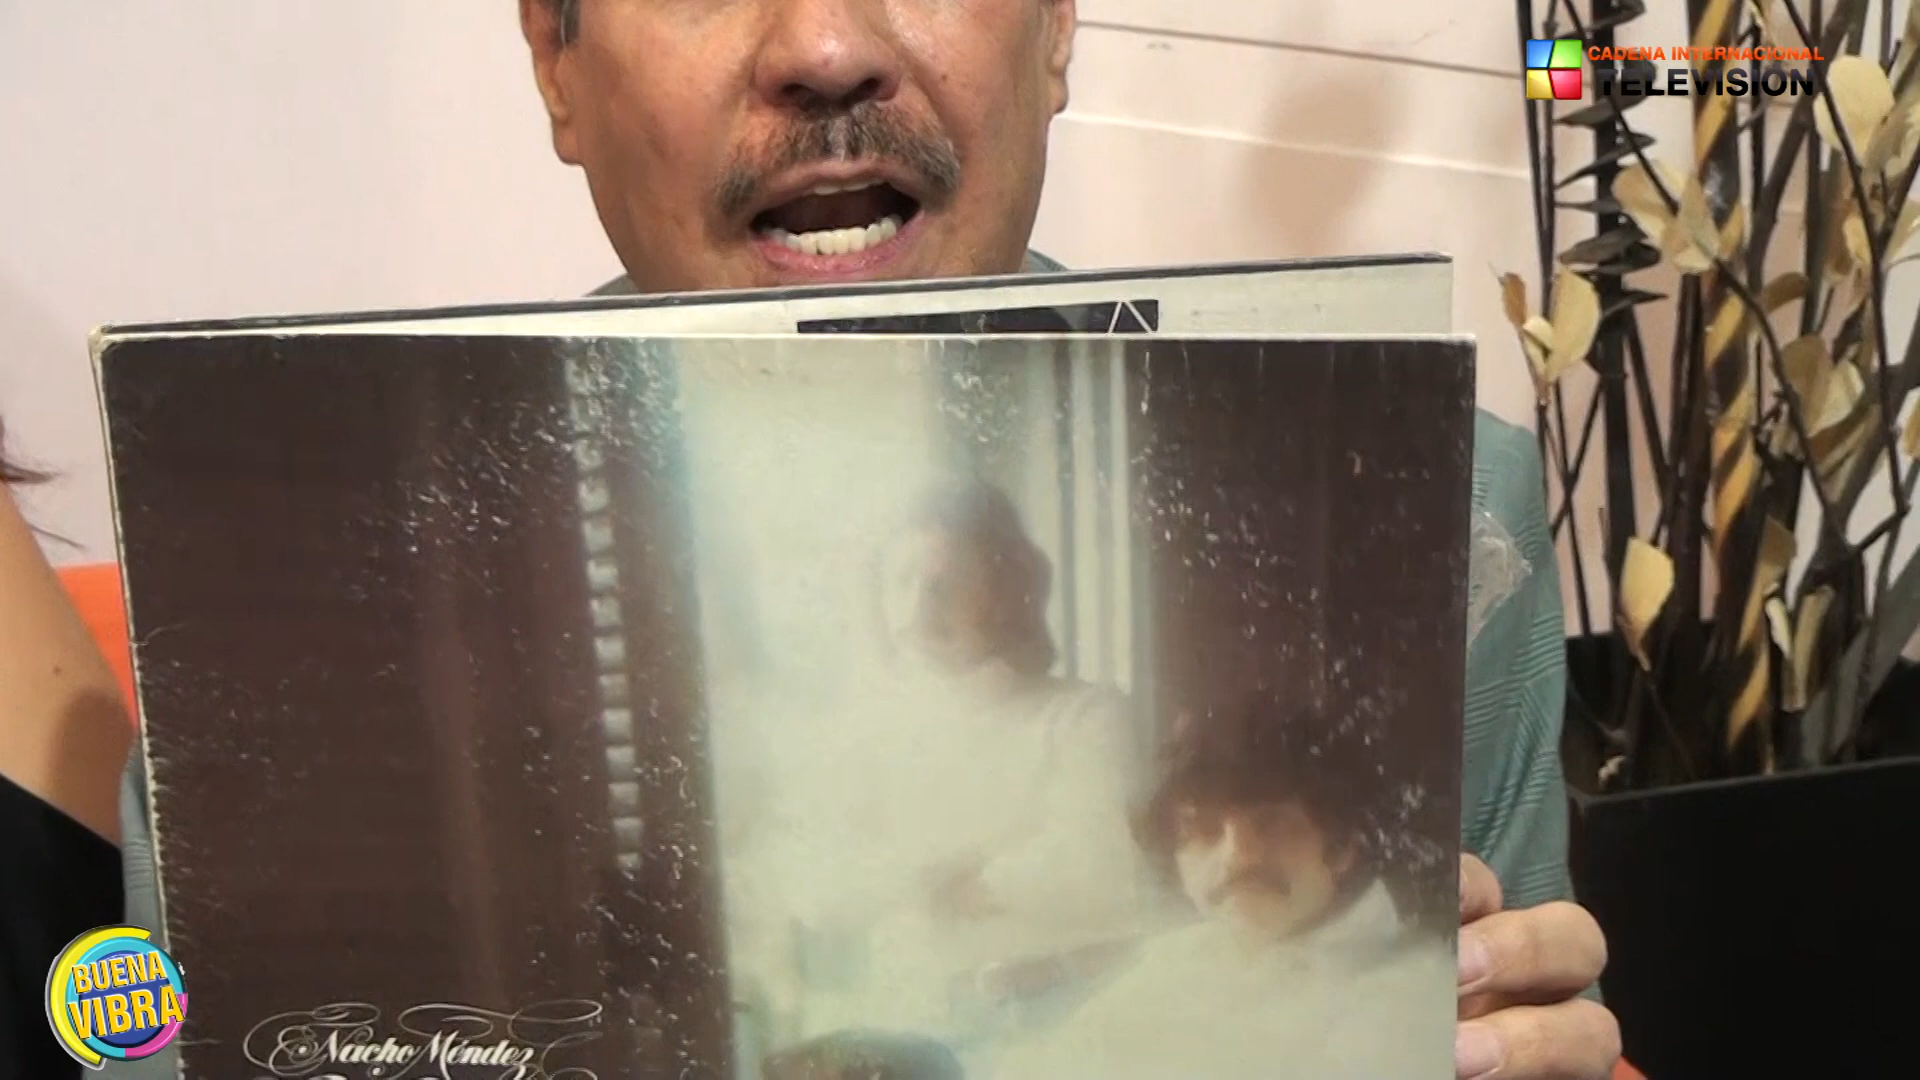 CADENA INTERNACIONAL
TELEVISION
BUENA
VIBRA
Nacho Méndez